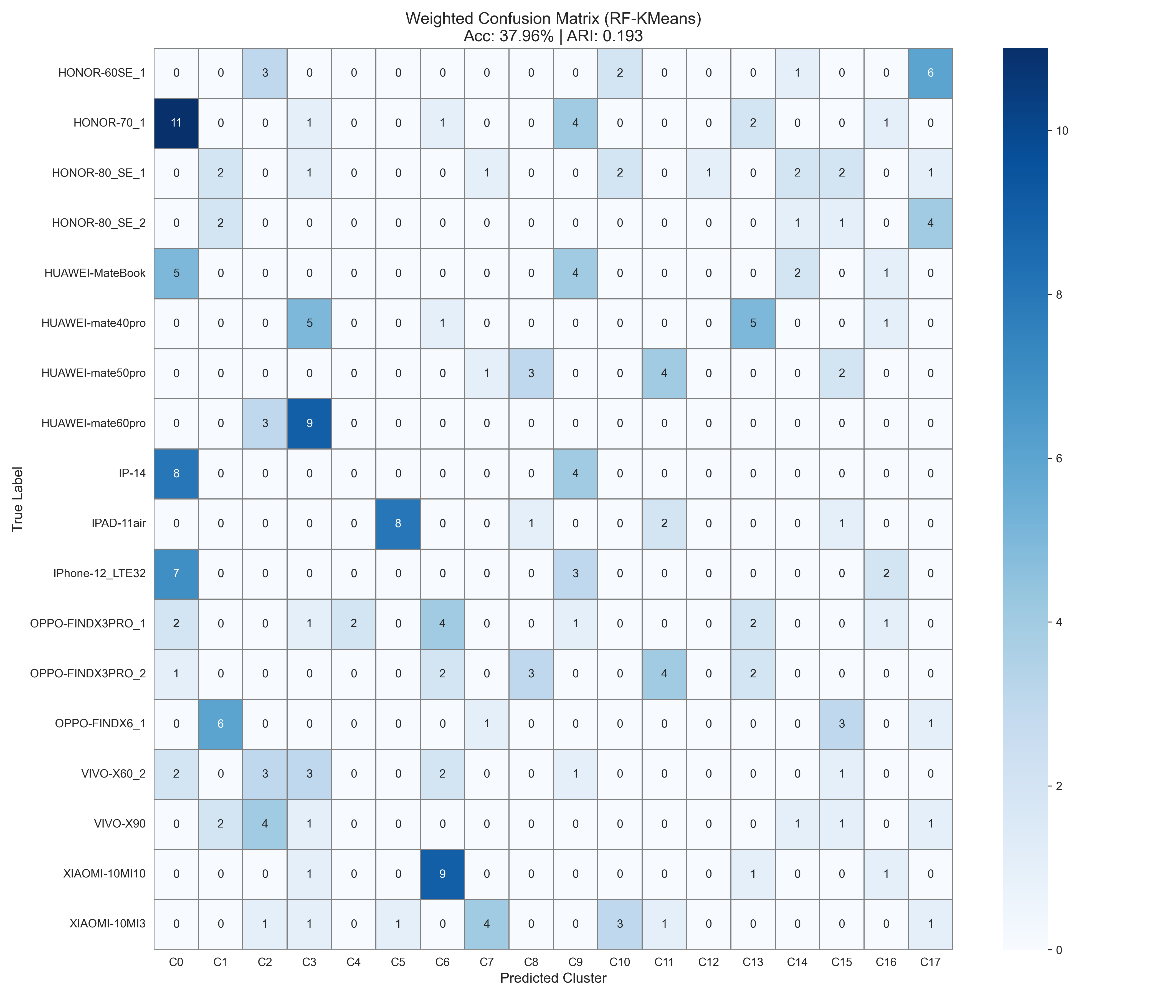 Weighted Confusion Matrix (RF-KMeans)
Acc: 37.96% | ARI: 0.193
True Label
HONOR-60SE_1 0 0 3 0 0 0 0 0 0 0 2 0 0 0 1 0 0 6
HONOR-70_1 11 0 0 1 0 0 1 0 0 4 0 0 0 2 0 0 1 0
HONOR-80_SE_1 0 2 0 1 0 0 0 1 0 0 2 0 1 0 2 2 0 1
HONOR-80_SE_2 0 2 0 0 0 0 0 0 0 0 0 0 0 0 1 1 0 4
HUAWEI-MateBook 5 0 0 0 0 0 0 0 0 4 0 0 0 0 2 0 1 0
HUAWEI-mate40pro 0 0 0 5 0 0 1 0 0 0 0 0 0 5 0 0 1 0
HUAWEI-mate50pro 0 0 0 0 0 0 0 1 3 0 0 4 0 0 0 2 0 0
HUAWEI-mate60pro 0 0 3 9 0 0 0 0 0 0 0 0 0 0 0 0 0 0
IP-14 8 0 0 0 0 0 0 0 0 4 0 0 0 0 0 0 0 0
IPAD-11air 0 0 0 0 0 8 0 0 1 0 0 2 0 0 0 1 0 0
IPhone-12_LTE32 7 0 0 0 0 0 0 0 0 3 0 0 0 0 0 0 2 0
OPPO-FINDX3PRO_1 2 0 0 1 2 0 4 0 0 1 0 0 0 2 0 0 1 0
OPPO-FINDX3PRO_2 1 0 0 0 0 0 2 0 3 0 0 4 0 2 0 0 0 0
OPPO-FINDX6_1 0 6 0 0 0 0 0 1 0 0 0 0 0 0 0 3 0 1
VIVO-X60_2 2 0 3 3 0 0 2 0 0 1 0 0 0 0 0 1 0 0
VIVO-X90 0 2 4 1 0 0 0 0 0 0 0 0 0 0 1 1 0 1
XIAOMI-10MI10 0 0 0 1 0 0 9 0 0 0 0 0 0 1 0 0 1 0
XIAOMI-10MI3 0 0 1 1 0 1 0 4 0 0 3 1 0 0 0 0 0 1
C0 C1 C2 C3 C4 C5 C6 C7 C8 C9 C10 C11 C12 C13 C14 C15 C16 C17
Predicted Cluster
10
8
6
4
2
0